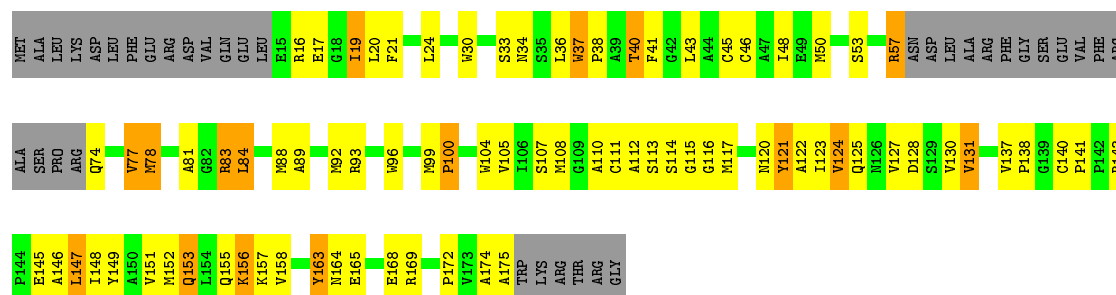 MET ALA LEU LYS ASP LEU PHE GLU ARG ASP VAL GLN GLU LEU E15 R16 E17 G18 I19 L20 F21 L24 W30 S33 N34 S35 L36 W37 P38 A39 T40 F41 G42 L43 A44 C45 C46 A47 I48 E49 M50 S53 R57 ASN ASP LEU ALA ARG PHE GLY SER GLU VAL PHE ARG
ALA SER PRO ARG Q74 V77 M78 A81 G82 R83 L84 M88 A89 M92 R93 W96 M99 P100 W104 V105 I106 S107 M108 G109 A110 C111 A112 S113 S114 G115 G116 M117 N120 Y121 A122 I123 V124 Q125 N126 V127 D128 S129 V130 V131 V137 P138 G139 C140 P141 P142
P144 E145 A146 L147 I148 Y149 A150 V151 M152 Q153 L154 Q155 K156 K157 V158 Y163 N164 E165 E168 R169 P172 V173 A174 A175 TRP LYS ARG THR ARG GLY